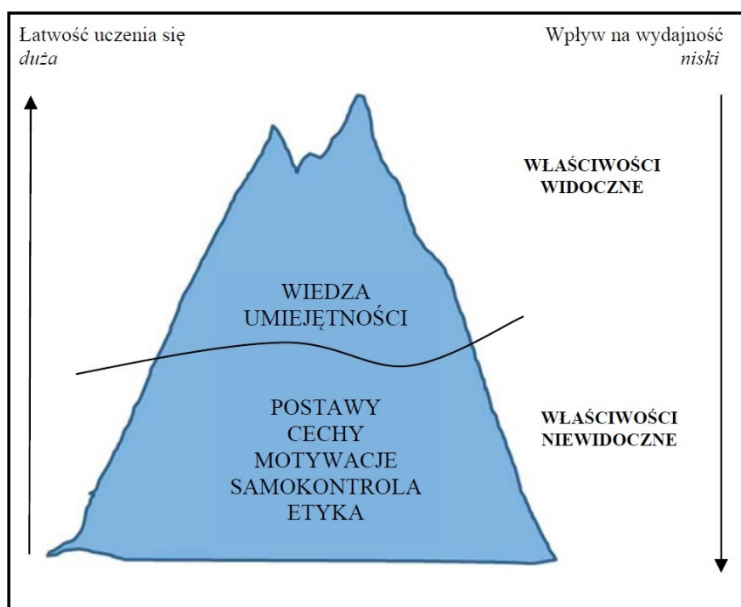 Łatwość uczenia się
duża
Wpływ na wydajność
niski
WŁAŚCIWOŚCI
WIDOCZNE
WIEDZA
UMIEJĘTNOŚCI
POSTAWY
CECHY
MOTYWACJE
SAMOKONTROLA
ETYKA
WŁAŚCIWOŚCI
NIEWIDOCZNE